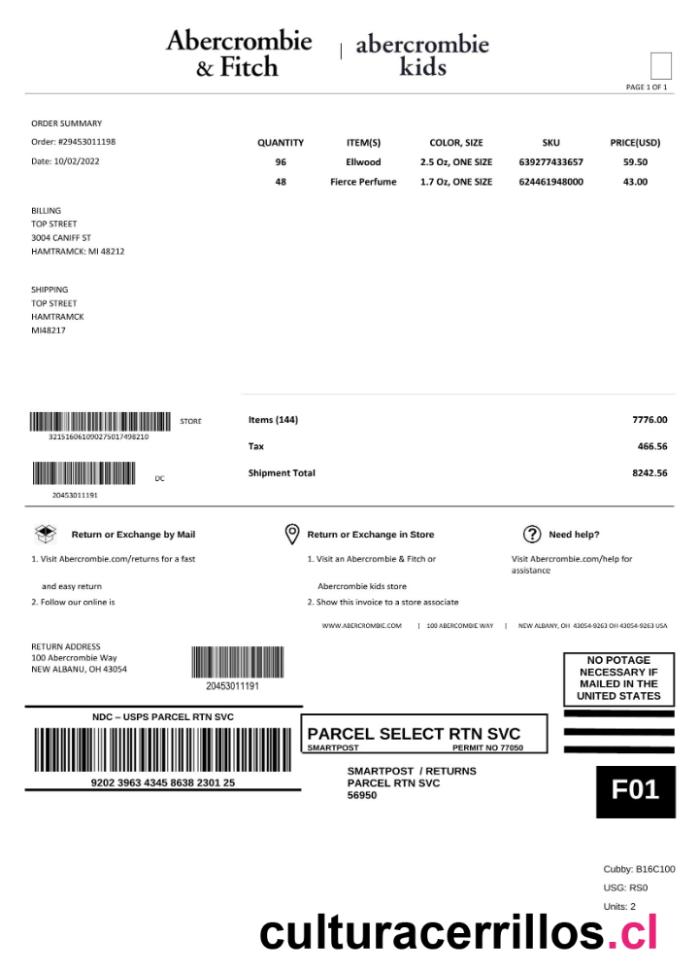 Abercrombie & Fitch | abercrombie kids
PAGE 1 OF 1
ORDER SUMMARY
Order: #29453011198
Date: 10/02/2022
QUANTITY ITEM(S) COLOR, SIZE SKU PRICE(USD)
96 Ellwood 2.5 Oz, ONE SIZE 639277433657 59.50
48 Fierce Perfume 1.7 Oz, ONE SIZE 624461948000 43.00
BILLING
TOP STREET
3004 CANIFF ST
HAMTRAMCK: MI 48212
SHIPPING
TOP STREET
HAMTRAMCK
MI48217
STORE
321516061090275017498210
DC
20453011191
Items (144) 7776.00
Tax 466.56
Shipment Total 8242.56
Return or Exchange by Mail
1. Visit Abercrombie.com/returns for a fast
and easy return
2. Follow our online is
Return or Exchange in Store
1. Visit an Abercrombie & Fitch or
Abercrombie kids store
2. Show this invoice to a store associate
Need help?
Visit Abercrombie.com/help for
assistance
WWW.ABERCROMBIC.COM | 100 ABERCOMBIE WAY | NEW ALBANY, OH 43054-9263 OH 43054-9263 USA
RETURN ADDRESS
100 Abercrombie Way
NEW ALBANU, OH 43054
20453011191
NO POTAGE
NECESSARY IF
MAILED IN THE
UNITED STATES
NDC – USPS PARCEL RTN SVC
9202 3963 4345 8638 2301 25
PARCEL SELECT RTN SVC
SMARTPOST PERMIT NO 77050
SMARTPOST / RETURNS
PARCEL RTN SVC
56950
F01
Cubby: B16C100
USG: RS0
Units: 2
culturacerrillos.cl